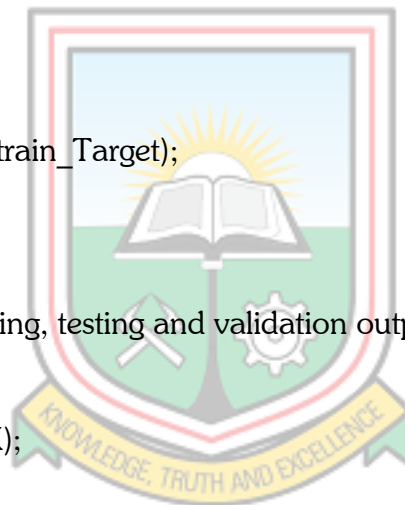 train_Target);
ing, testing and validation outp
);
KNOWLEDGE, TRUTH AND EXCELLENCE